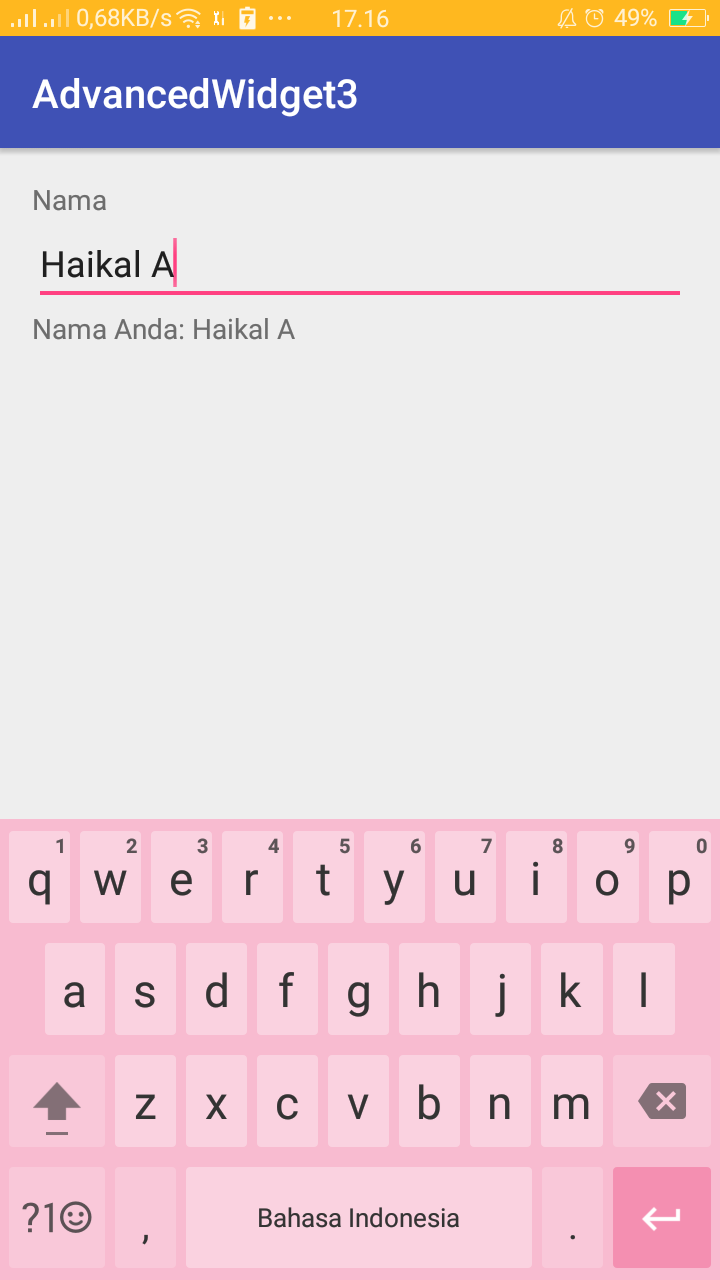 0,68KB/s ... 17.16 49%
AdvancedWidget3
Nama
Haikal A
Nama Anda: Haikal A
1 2 3 4 5 6 7 8 9 0
q w e r t y u i o p
a s d f g h j k l
z x c v b n m
?1 , Bahasa Indonesia .